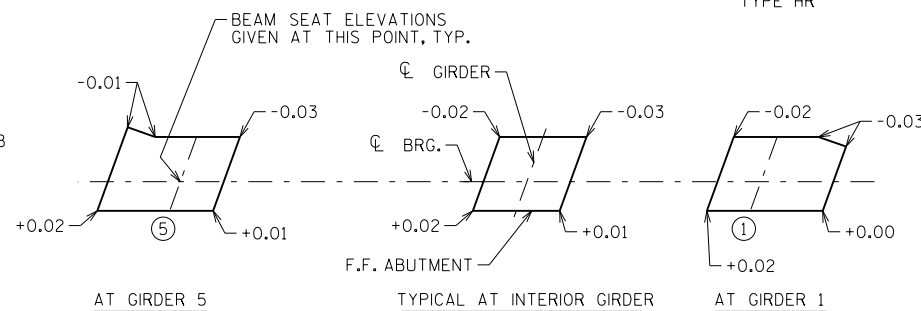 TYPE HR
BEAM SEAT ELEVATIONS
GIVEN AT THIS POINT, TYP.
℄ GIRDER
-0.01
-0.03
-0.02
-0.03
-0.02
-0.03
B
℄ BRG.
+0.02
5
+0.01
+0.02
+0.01
1
+0.00
F.F. ABUTMENT
+0.02
AT GIRDER 5
TYPICAL AT INTERIOR GIRDER
AT GIRDER 1